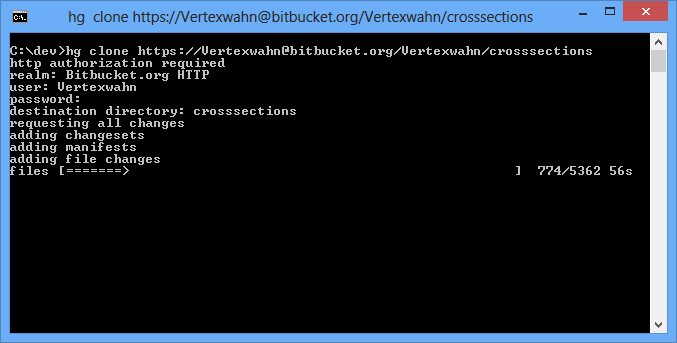 hg clone https://Vertexwahn@bitbucket.org/Vertexwahn/crosssections
C:\dev>hg clone https://Vertexwahn@bitbucket.org/Vertexwahn/crosssections
http authorization required
realm: Bitbucket.org HTTP
user: Vertexwahn
password:
destination directory: crosssections
requesting all changes
adding changesets
adding manifests
adding file changes
files [=======>                                                 ]  774/5362 56s